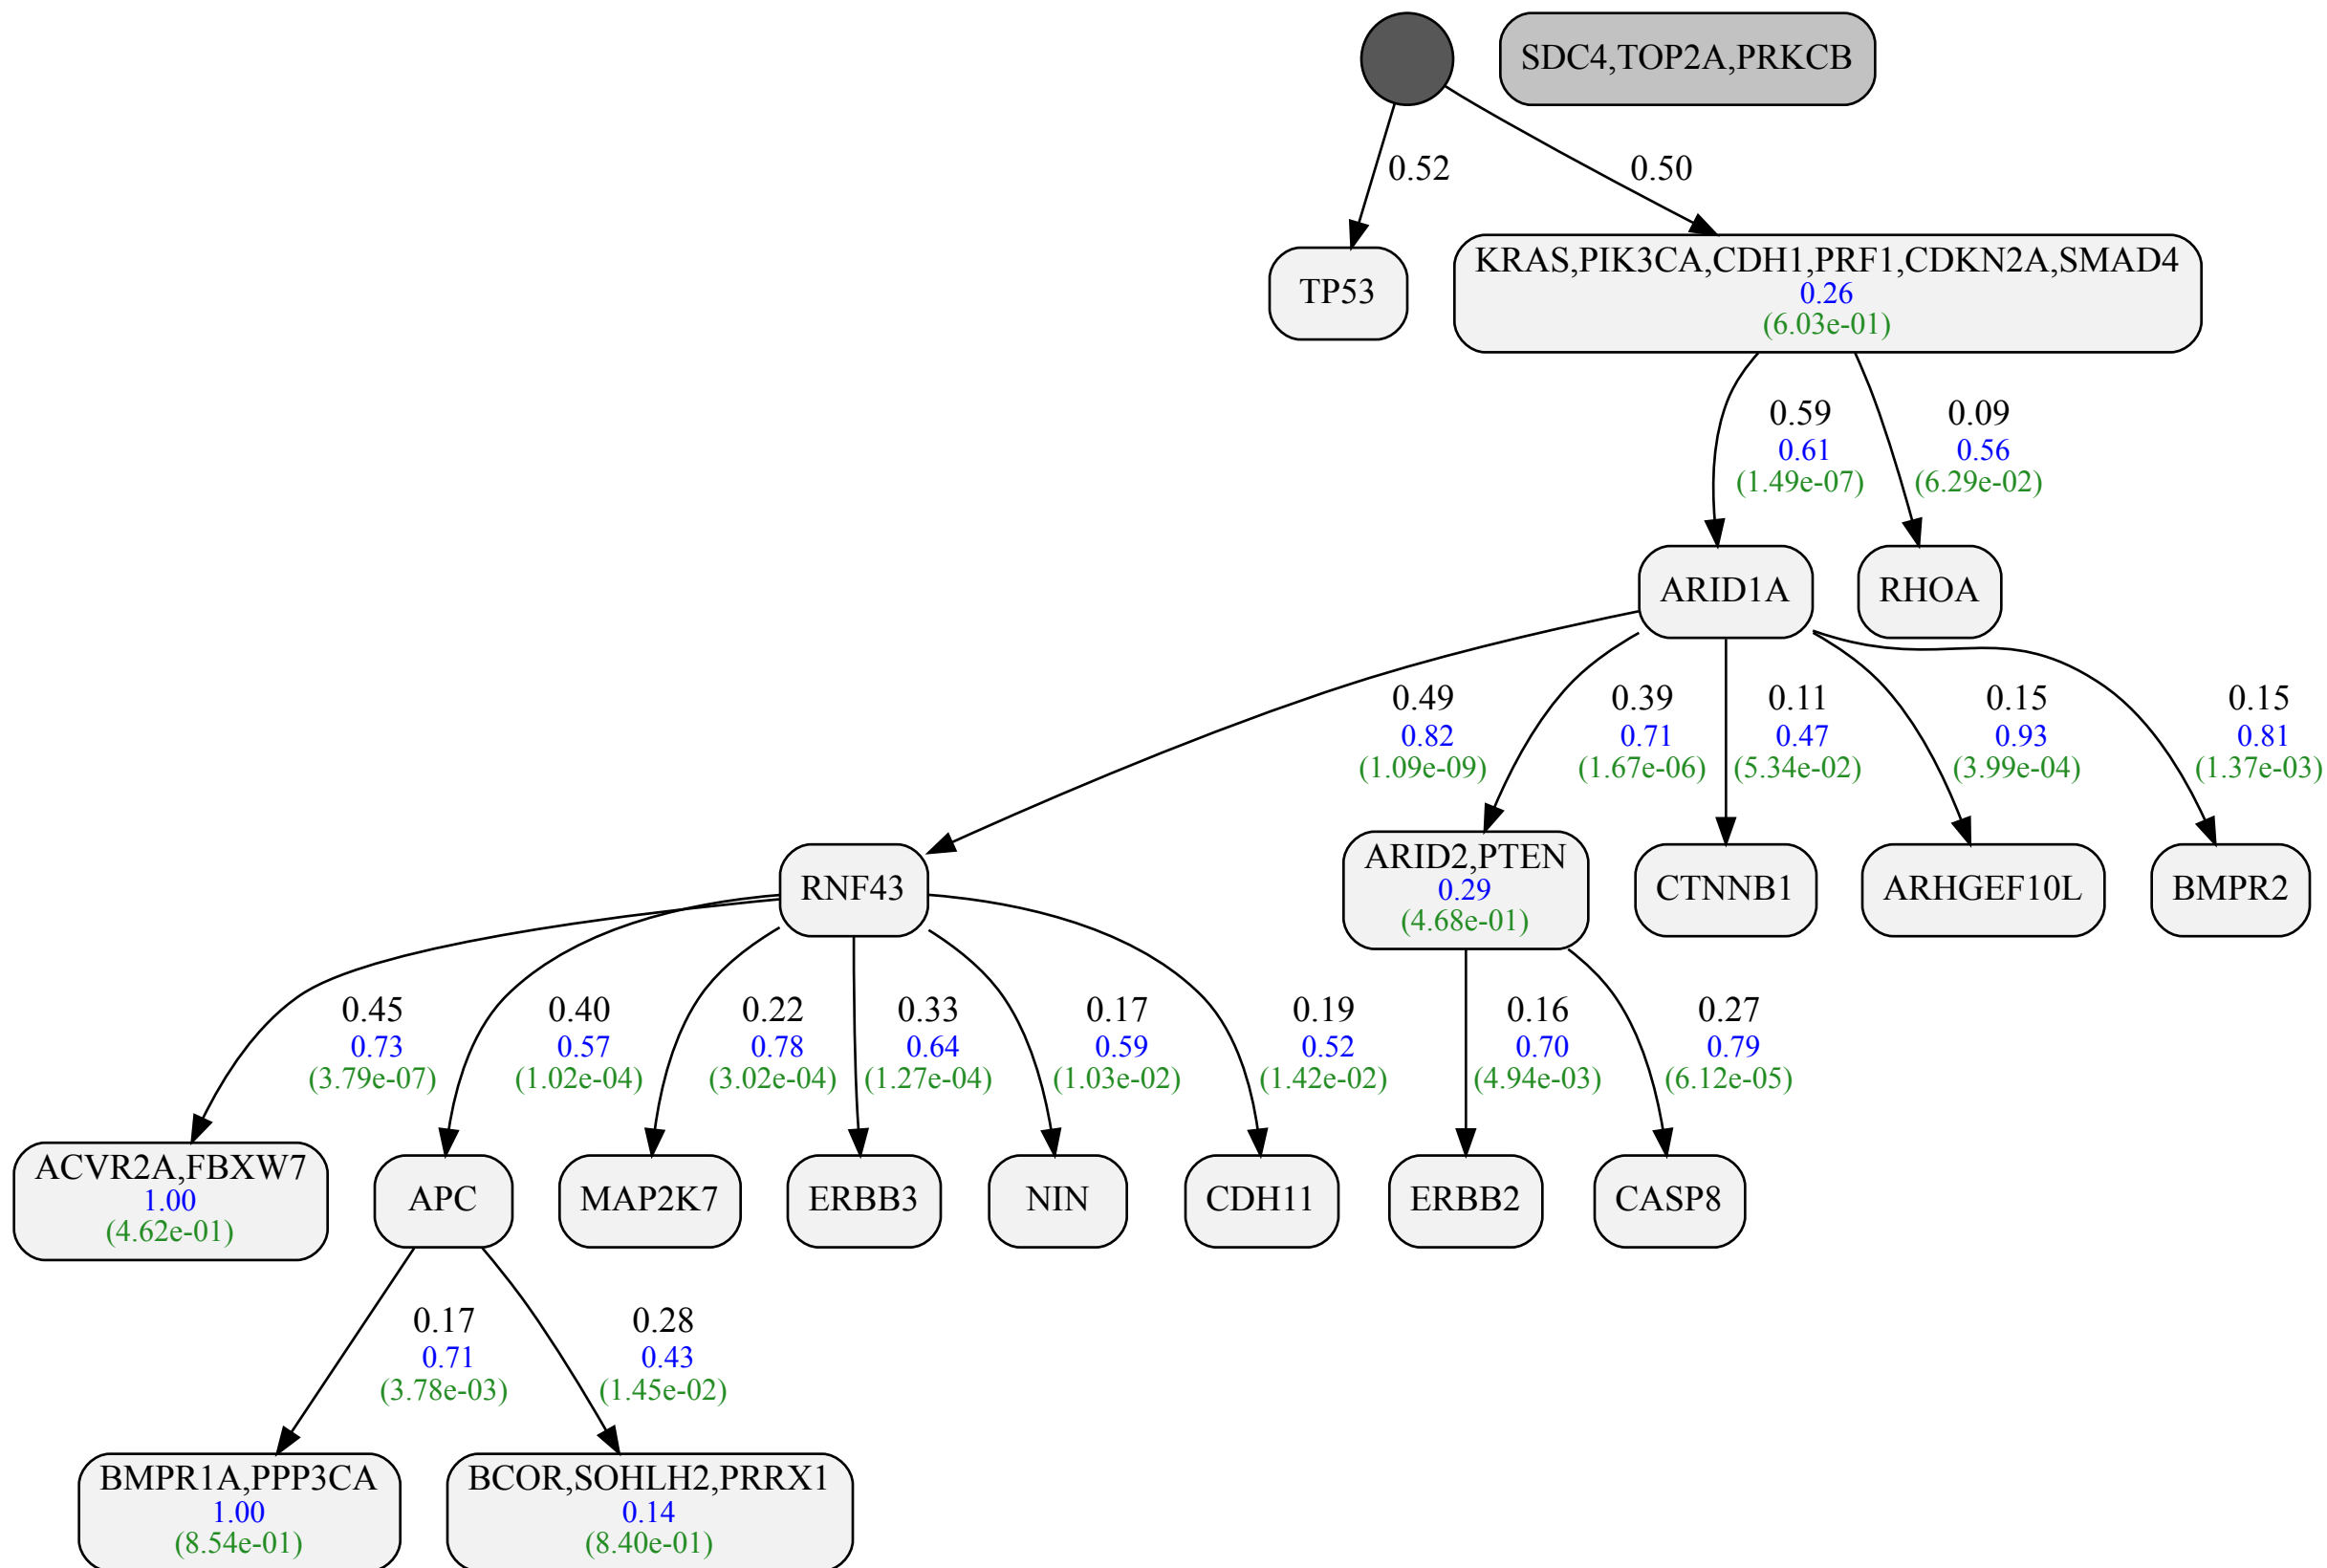 SDC4,TOP2A,PRKCB
0.52
0.50
TP53
KRAS,PIK3CA,CDH1,PRF1,CDKN2A,SMAD4
0.26
(6.03e-01)
0.59
0.61
(1.49e-07)
0.09
0.56
(6.29e-02)
ARID1A
RHOA
0.49
0.82
(1.09e-09)
0.39
0.71
(1.67e-06)
0.11
0.47
(5.34e-02)
0.15
0.93
(3.99e-04)
0.15
0.81
(1.37e-03)
RNF43
ARID2,PTEN
0.29
(4.68e-01)
CTNNB1
ARHGEF10L
BMPR2
0.45
0.73
(3.79e-07)
0.40
0.57
(1.02e-04)
0.22
0.78
(3.02e-04)
0.33
0.64
(1.27e-04)
0.17
0.59
(1.03e-02)
0.19
0.52
(1.42e-02)
0.16
0.70
(4.94e-03)
0.27
0.79
(6.12e-05)
ACVR2A,FBXW7
1.00
(4.62e-01)
APC
MAP2K7
ERBB3
NIN
CDH11
ERBB2
CASP8
0.17
0.71
(3.78e-03)
0.28
0.43
(1.45e-02)
BMPR1A,PPP3CA
1.00
(8.54e-01)
BCOR,SOHLH2,PRRX1
0.14
(8.40e-01)